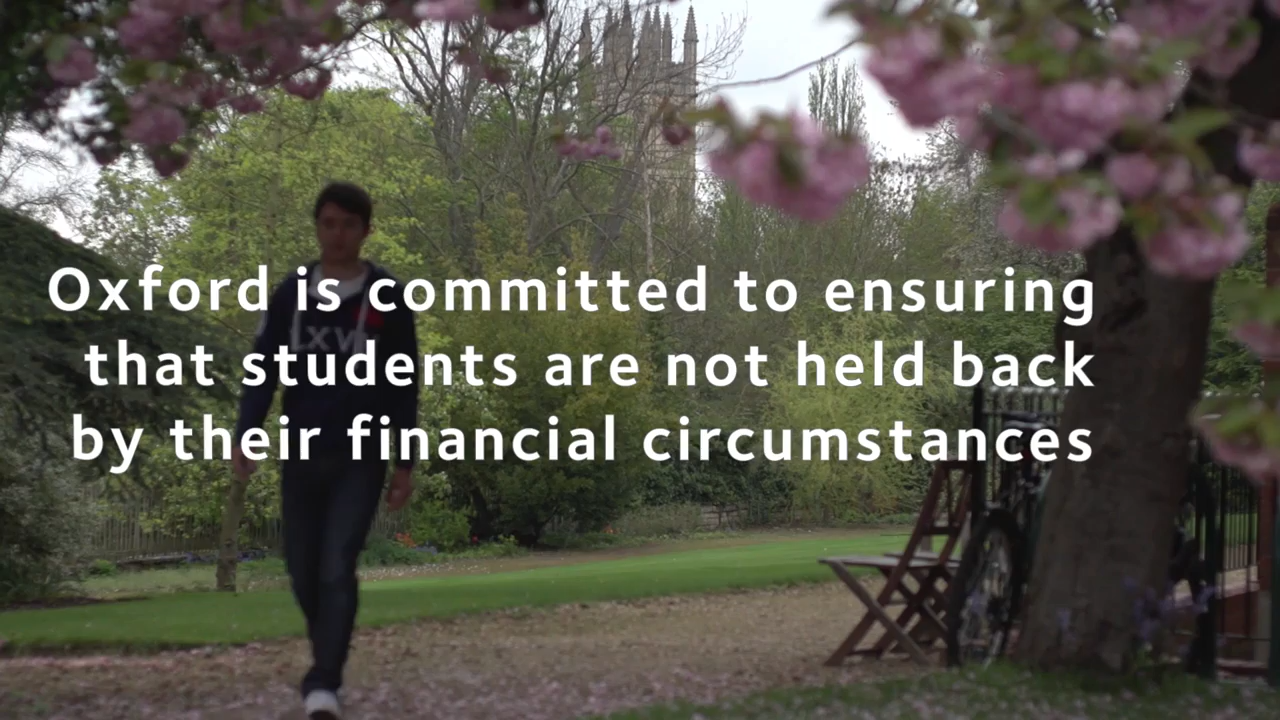 Oxford is committed to ensuring
that students are not held back
by their financial circumstances